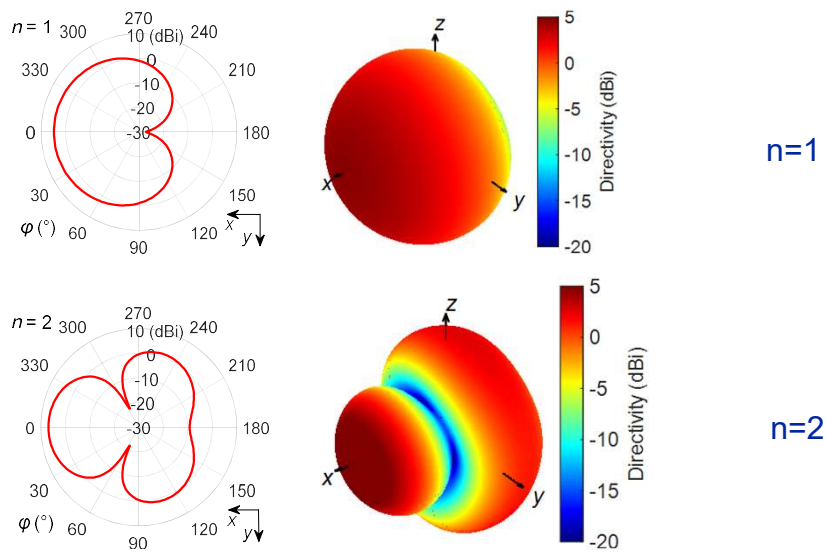 n = 1
270
300
10 (dBi)
240
330
0
210
-10
-20
0
-30
180
30
150
φ (°)
60
120
x
90
y
z
x
y
5
0
-5
-10
-15
-20
Directivity (dBi)
n=1
n = 2
270
300
10 (dBi)
240
330
0
210
-10
-20
0
-30
180
30
150
φ (°)
60
120
x
90
y
z
x
y
5
0
-5
-10
-15
-20
Directivity (dBi)
n=2